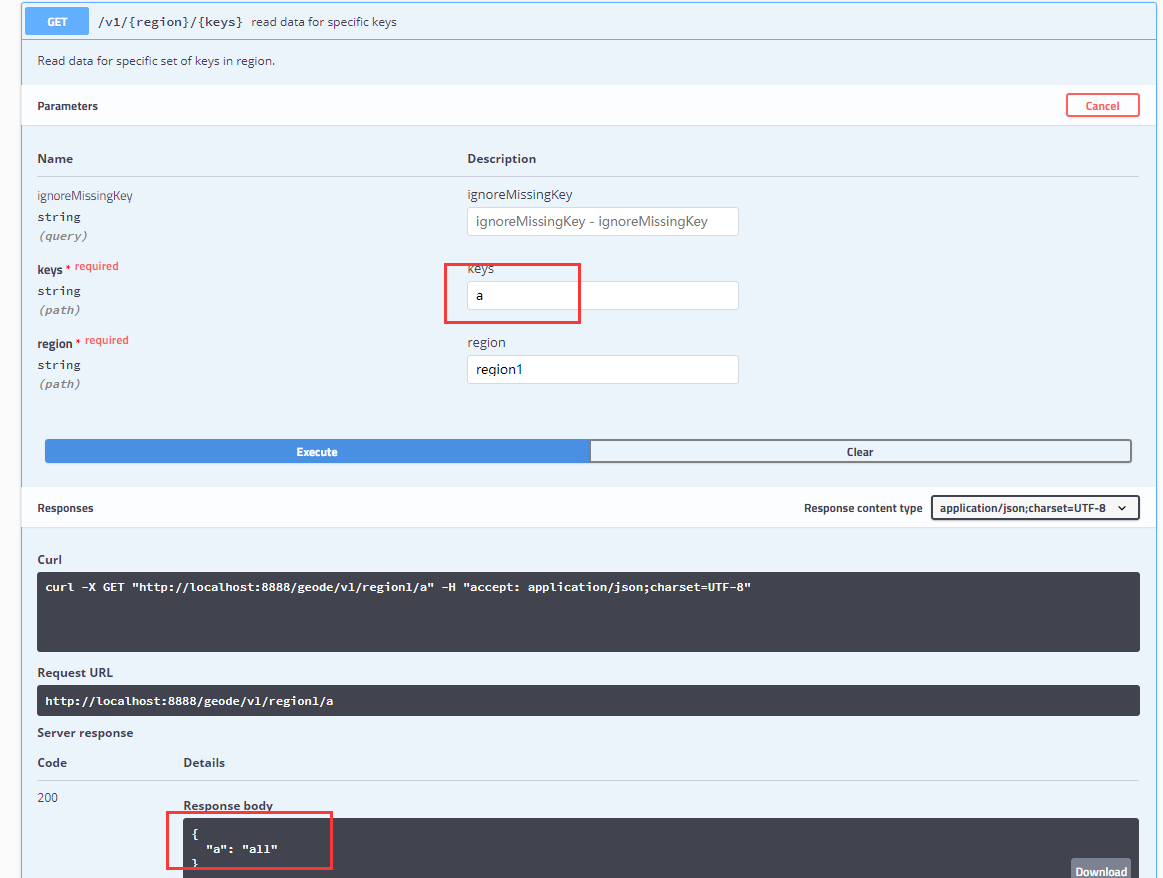 GET /v1/{region}/{keys} read data for specific keys
Read data for specific set of keys in region.
Parameters Cancel
Name Description
ignoreMissingKey ignoreMissingKey
string ignoreMissingKey - ignoreMissingKey
(query)
keys * required keys
string a
(path)
region * required region
string region1
(path)
Execute Clear
Responses Response content type application/json;charset=UTF-8
Curl
curl -X GET "http://localhost:8888/geode/v1/region1/a" -H "accept: application/json;charset=UTF-8"
Request URL
http://localhost:8888/geode/v1/region1/a
Server response
Code Details
200
Response body
{
"a": "all"
}
Download